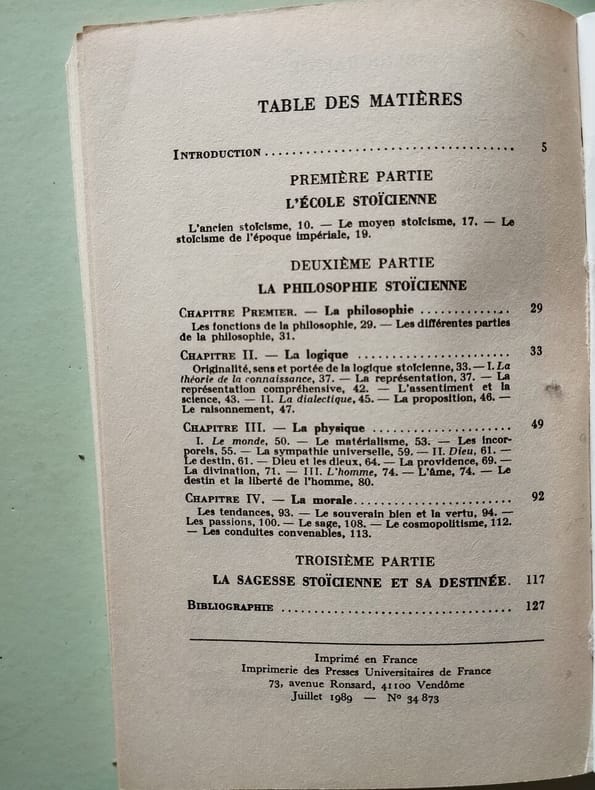 TABLE DES MATIÈRES
INTRODUCTION .................................... 5
PREMIÈRE PARTIE
L'ÉCOLE STOÏCIENNE
L'ancien stoïcisme, 10. — Le moyen stoïcisme, 17. — Le
stoïcisme de l'époque impériale, 19.
DEUXIÈME PARTIE
LA PHILOSOPHIE STOÏCIENNE
CHAPITRE PREMIER. — La philosophie .............. 29
Les fonctions de la philosophie, 29. — Les différentes parties
de la philosophie, 31.
CHAPITRE II. — La logique ...................... 33
Originalité, sens et portée de la logique stoïcienne, 33. — I. La
théorie de la connaissance, 37. — La représentation, 37. — La
représentation compréhensive, 42. — L'assentiment et la
science, 43. — II. La dialectique, 45. — La proposition, 46. —
Le raisonnement, 47.
CHAPITRE III. — La physique .................... 49
I. Le monde, 50. — Le matérialisme, 53. — Les incor-
porels, 55. — La sympathie universelle, 59. — II. Dieu, 61. —
Le destin, 61. — Dieu et les dieux, 64. — La providence, 69. —
La divination, 71. — III. L'homme, 74. — L'âme, 74. — Le
destin et la liberté de l'homme, 80.
CHAPITRE IV. — La morale....................... 92
Les tendances, 93. — Le souverain bien et la vertu, 94. —
Les passions, 100. — Le sage, 108. — Le cosmopolitisme, 112.
— Les conduites convenables, 113.
TROISIÈME PARTIE
LA SAGESSE STOÏCIENNE ET SA DESTINÉE. 117
BIBLIOGRAPHIE .................................. 127
Imprimé en France
Imprimerie des Presses Universitaires de France
73, avenue Ronsard, 41100 Vendôme
Juillet 1989 — Nº 34 873